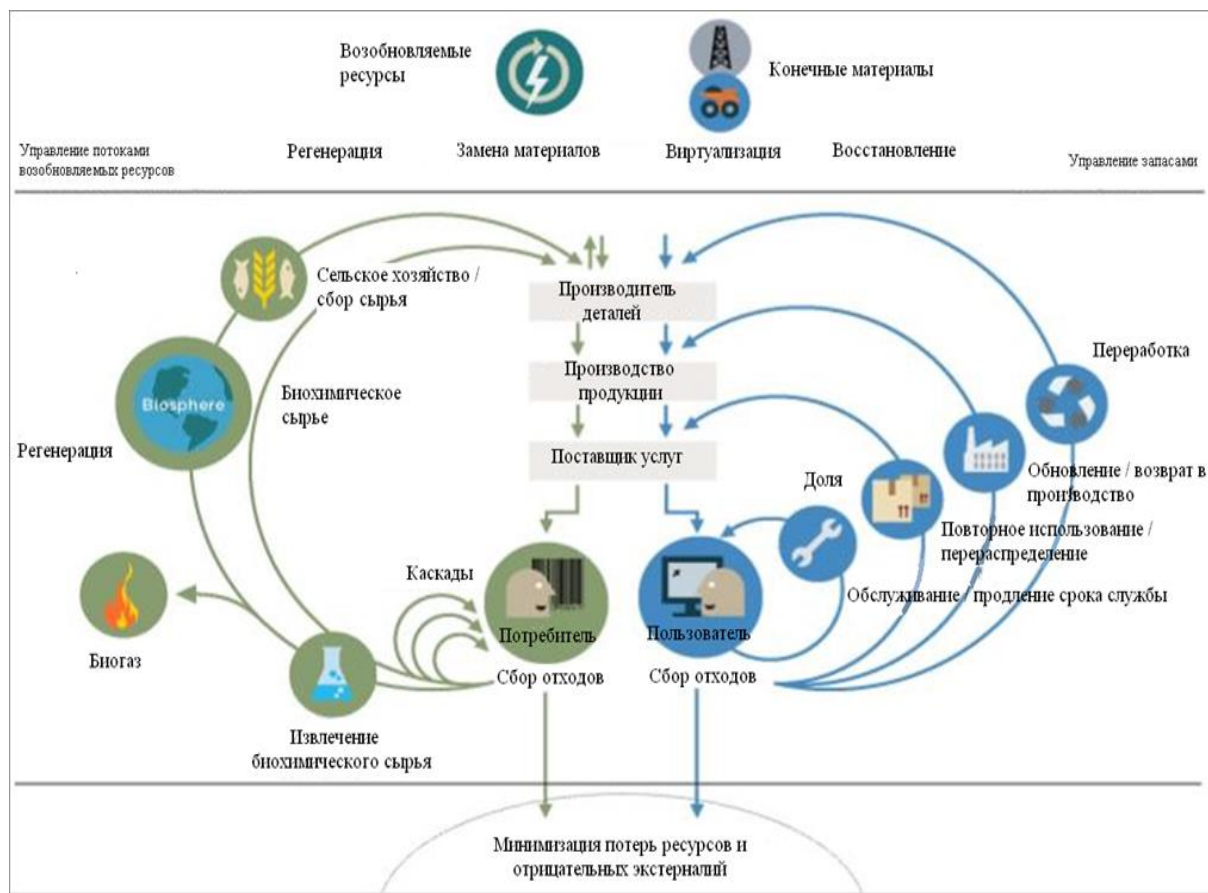 Возобновляемые
ресурсы
Конечные материалы
Управление потоками
возобновляемых ресурсов
Регенерация
Замена материалов
Виртуализация
Восстановление
Управление запасами
Сельское хозяйство /
сбор сырья
Производитель
деталей
Переработка
Biosphere
Биохимическое
сырье
Производство
продукции
Регенерация
Поставщик услуг
Доля
Обновление / возврат в
производство
Повторное использование /
перераспределение
Каскады
Обслуживание / продление срока службы
Потребитель
Пользователь
Биогаз
Сбор отходов
Сбор отходов
Извлечение
биохимического сырья
Минимизация потерь ресурсов и
отрицательных экстерналий